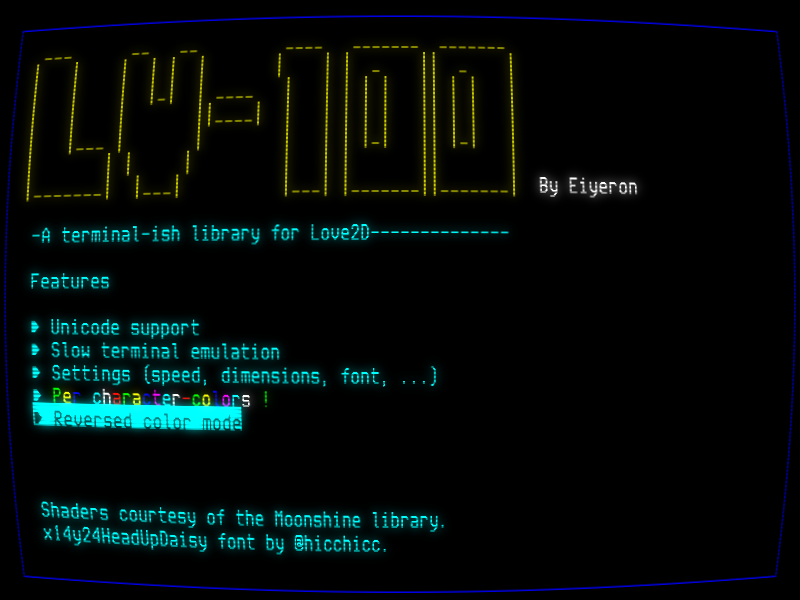 LV-100
By Eiyeron
-A terminal-ish library for Love2D--------------
Features
Unicode support
Slow terminal emulation
Settings (speed, dimensions, font, ...)
Per character-colors !
Reversed color mode
Shaders courtesy of the Moonshine library.
x14y24HeadUpDaisy font by @hicchicc.